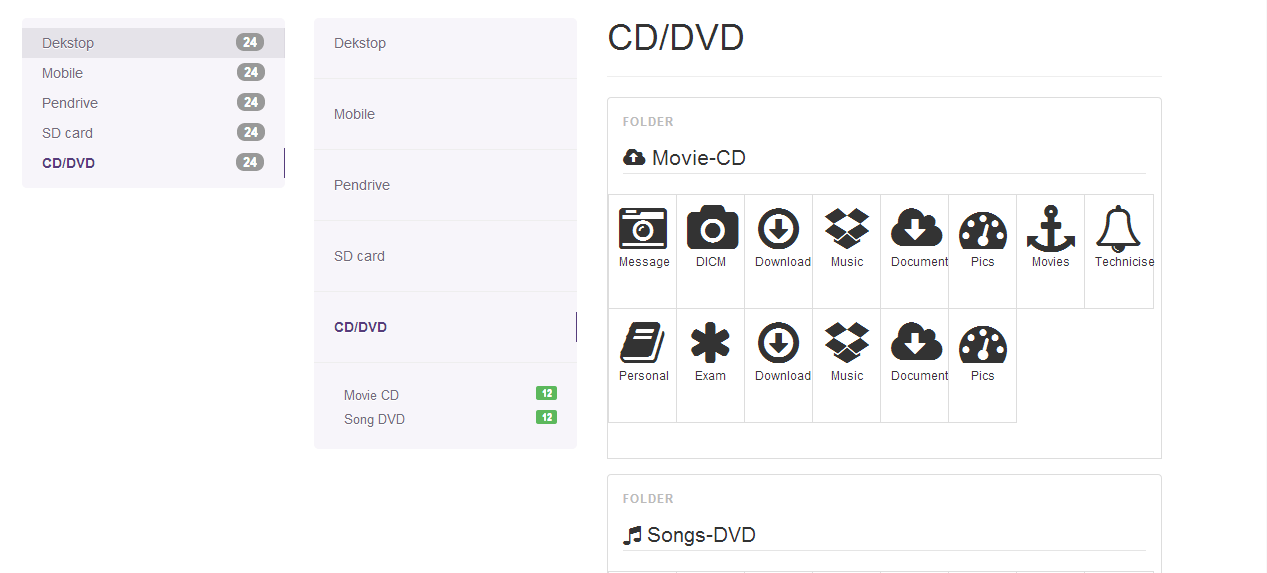 Dekstop 24
Mobile 24
Pendrive 24
SD card 24
CD/DVD 24
Dekstop
Mobile
Pendrive
SD card
CD/DVD
Movie CD 12
Song DVD 12
CD/DVD
FOLDER
Movie-CD
Message DICM Download Music Document Pics Movies Technicise
Personal Exam Download Music Document Pics
FOLDER
Songs-DVD